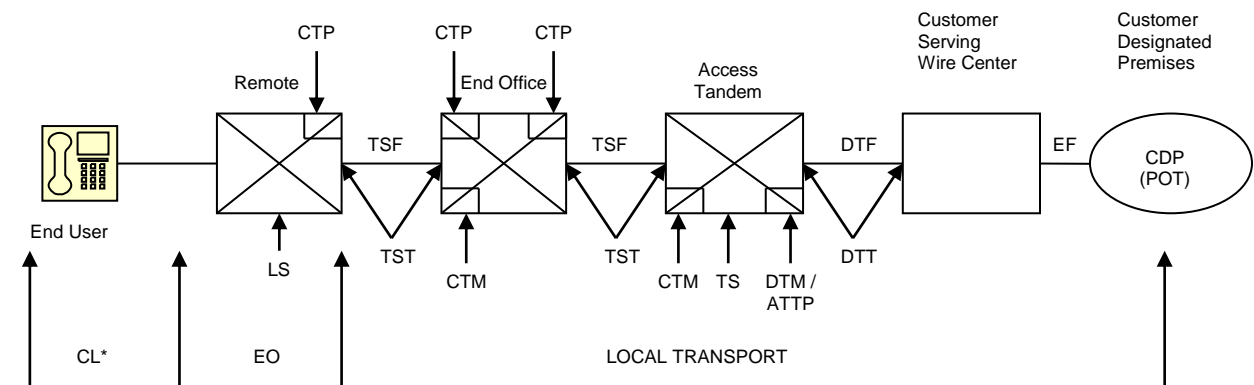 Customer
Serving
Wire Center
Customer
Designated
Premises
CTP
CTP
CTP
Remote
End Office
Access
Tandem
TSF
TSF
DTF
EF
CDP
(POT)
End User
LS
TST
CTM
TST
CTM
TS
DTM /
ATTP
DTT
CL*
EO
LOCAL TRANSPORT